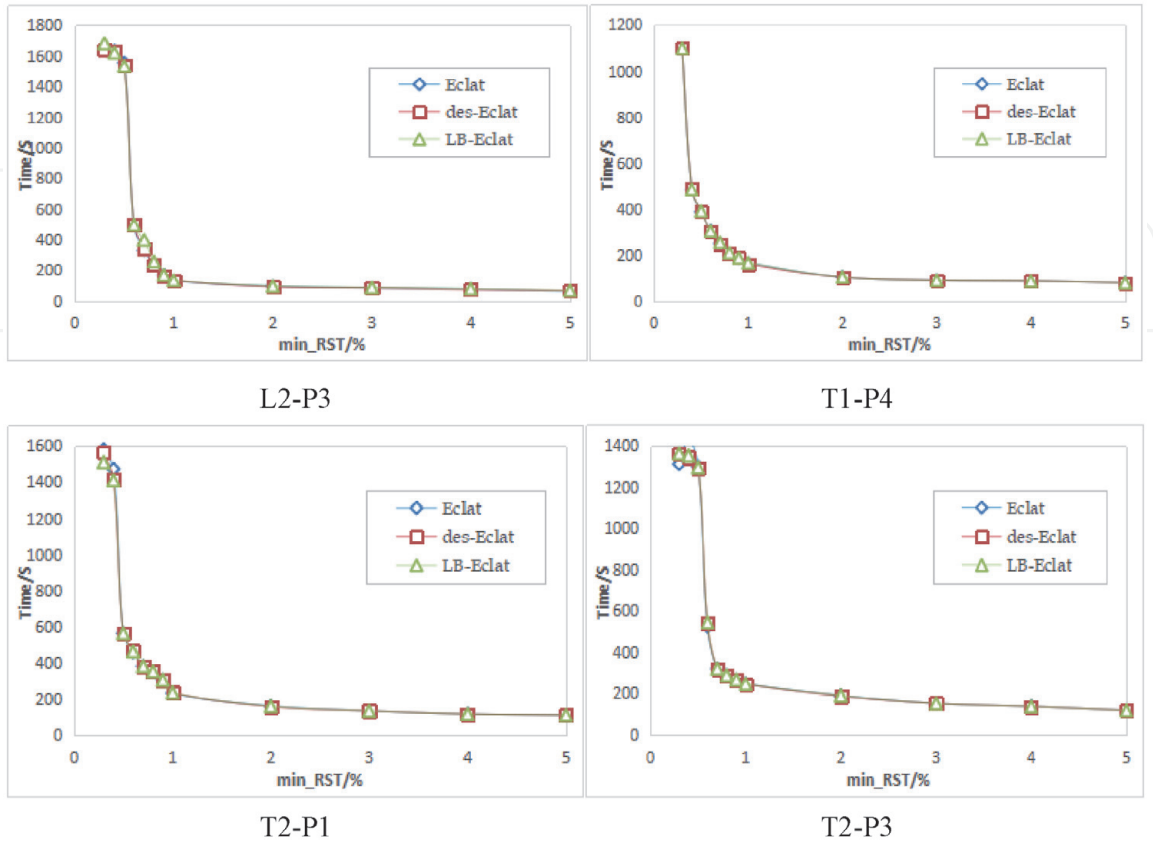 1800
1600
1400
1200
1000
800
600
400
200
0
Time/S
Eclat
des-Eclat
LB-Eclat
0 1 2 3 4 5
min_RST/%
L2-P3
1200
1000
800
600
400
200
0
Time/S
Eclat
des-Eclat
LB-Eclat
0 1 2 3 4 5
min_RST/%
T1-P4
1600
1400
1200
1000
800
600
400
200
0
Time/S
Eclat
des-Eclat
LB-Eclat
0 1 2 3 4 5
min_RST/%
T2-P1
1400
1200
1000
800
600
400
200
0
Time/S
Eclat
des-Eclat
LB-Eclat
0 1 2 3 4 5
min_RST/%
T2-P3